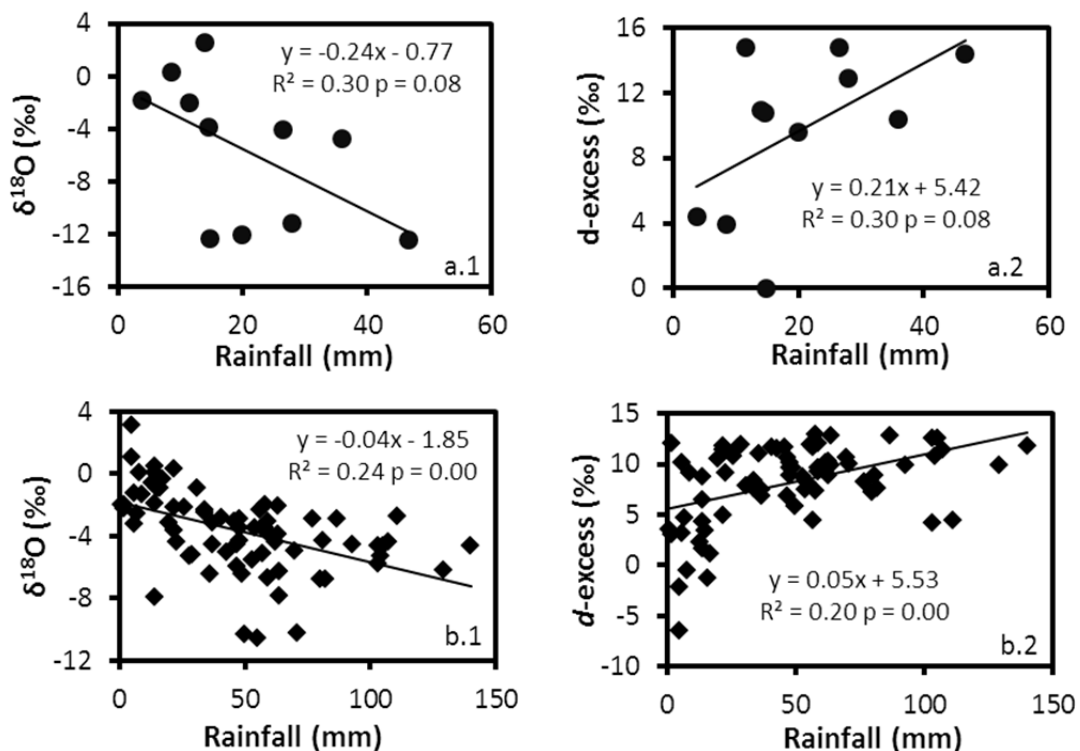 4
0
-4
-8
-12
-16
δ¹⁸O (‰)
y = -0.24x - 0.77
R² = 0.30 p = 0.08
a.1
0 20 40 60
Rainfall (mm)
16
12
8
4
0
d-excess (‰)
y = 0.21x + 5.42
R² = 0.30 p = 0.08
a.2
0 20 40 60
Rainfall (mm)
4
0
-4
-8
-12
δ¹⁸O (‰)
y = -0.04x - 1.85
R² = 0.24 p = 0.00
b.1
0 50 100 150
Rainfall (mm)
15
10
5
0
-5
-10
d-excess (‰)
y = 0.05x + 5.53
R² = 0.20 p = 0.00
b.2
0 50 100 150
Rainfall (mm)